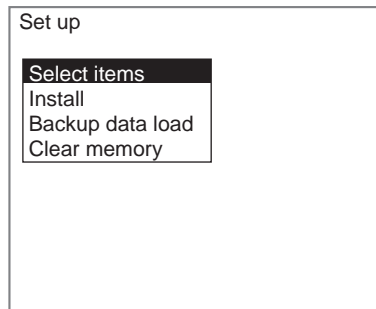 Set up
Select items
Install
Backup data load
Clear memory